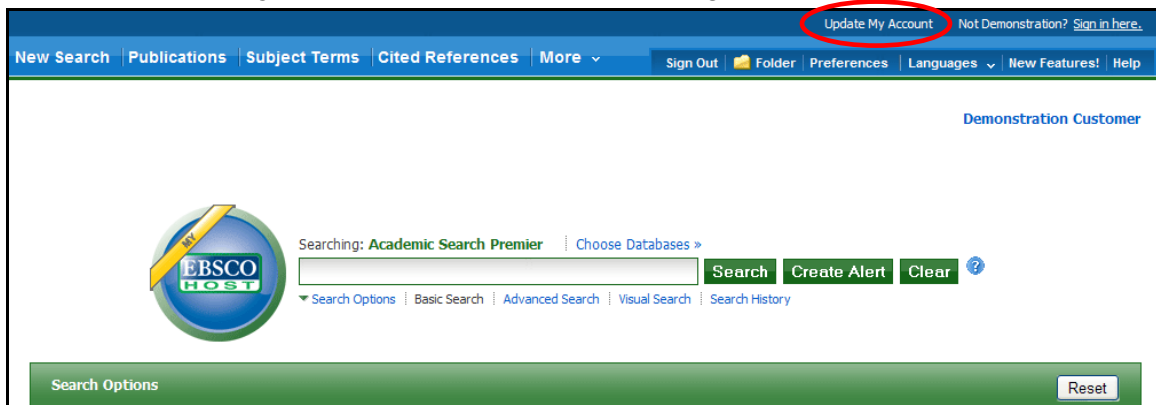 Update My Account Not Demonstration? Sign in here.
New Search Publications Subject Terms Cited References More Sign Out Folder Preferences Languages New Features! Help
Demonstration Customer
MY
EBSCO
HOST
Searching: Academic Search Premier Choose Databases »
Search Create Alert Clear ?
Search Options Basic Search Advanced Search Visual Search Search History
Search Options Reset